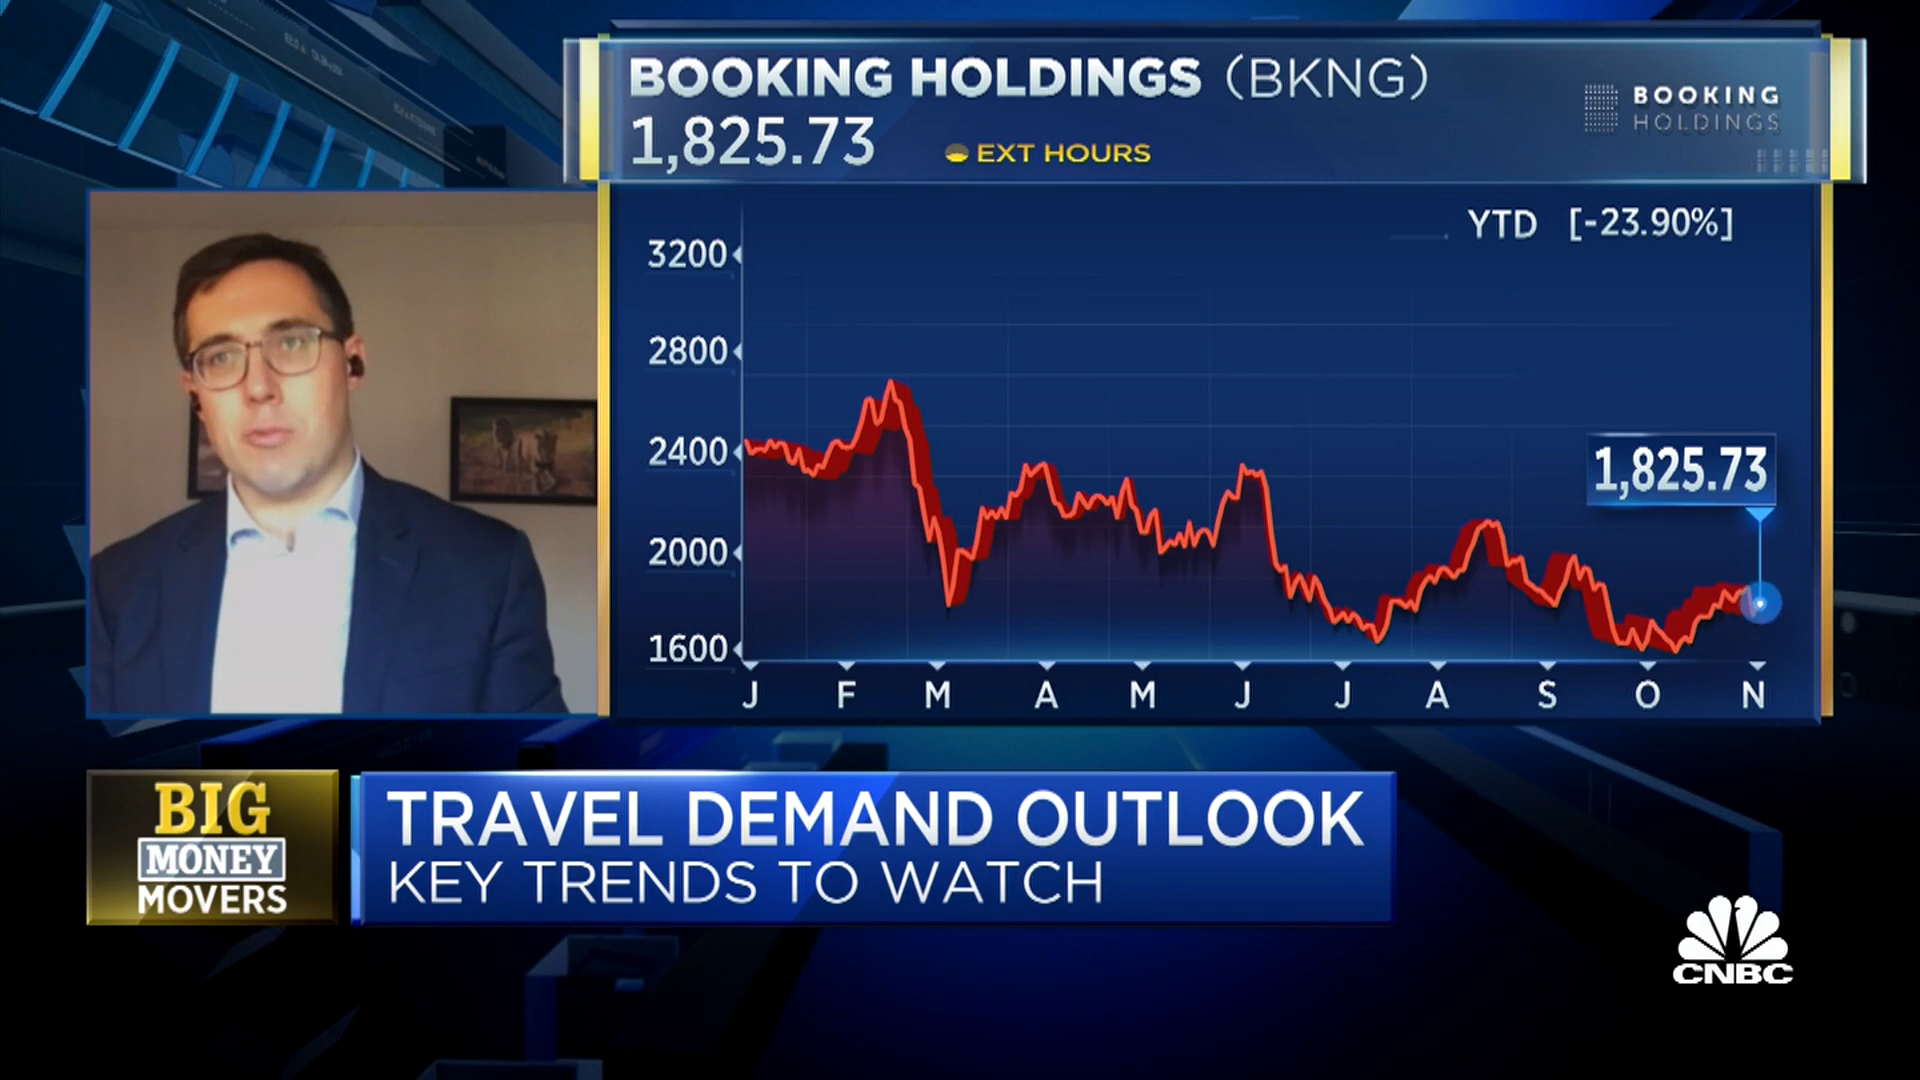 BOOKING HOLDINGS (BKNG)
1,825.73
EXT HOURS
BOOKING
HOLDINGS
YTD [-23.90%]
3200
2800
2400
2000
1600
1,825.73
J F M A M J J A S O N
BIG
MONEY
MOVERS
TRAVEL DEMAND OUTLOOK
KEY TRENDS TO WATCH
CNBC